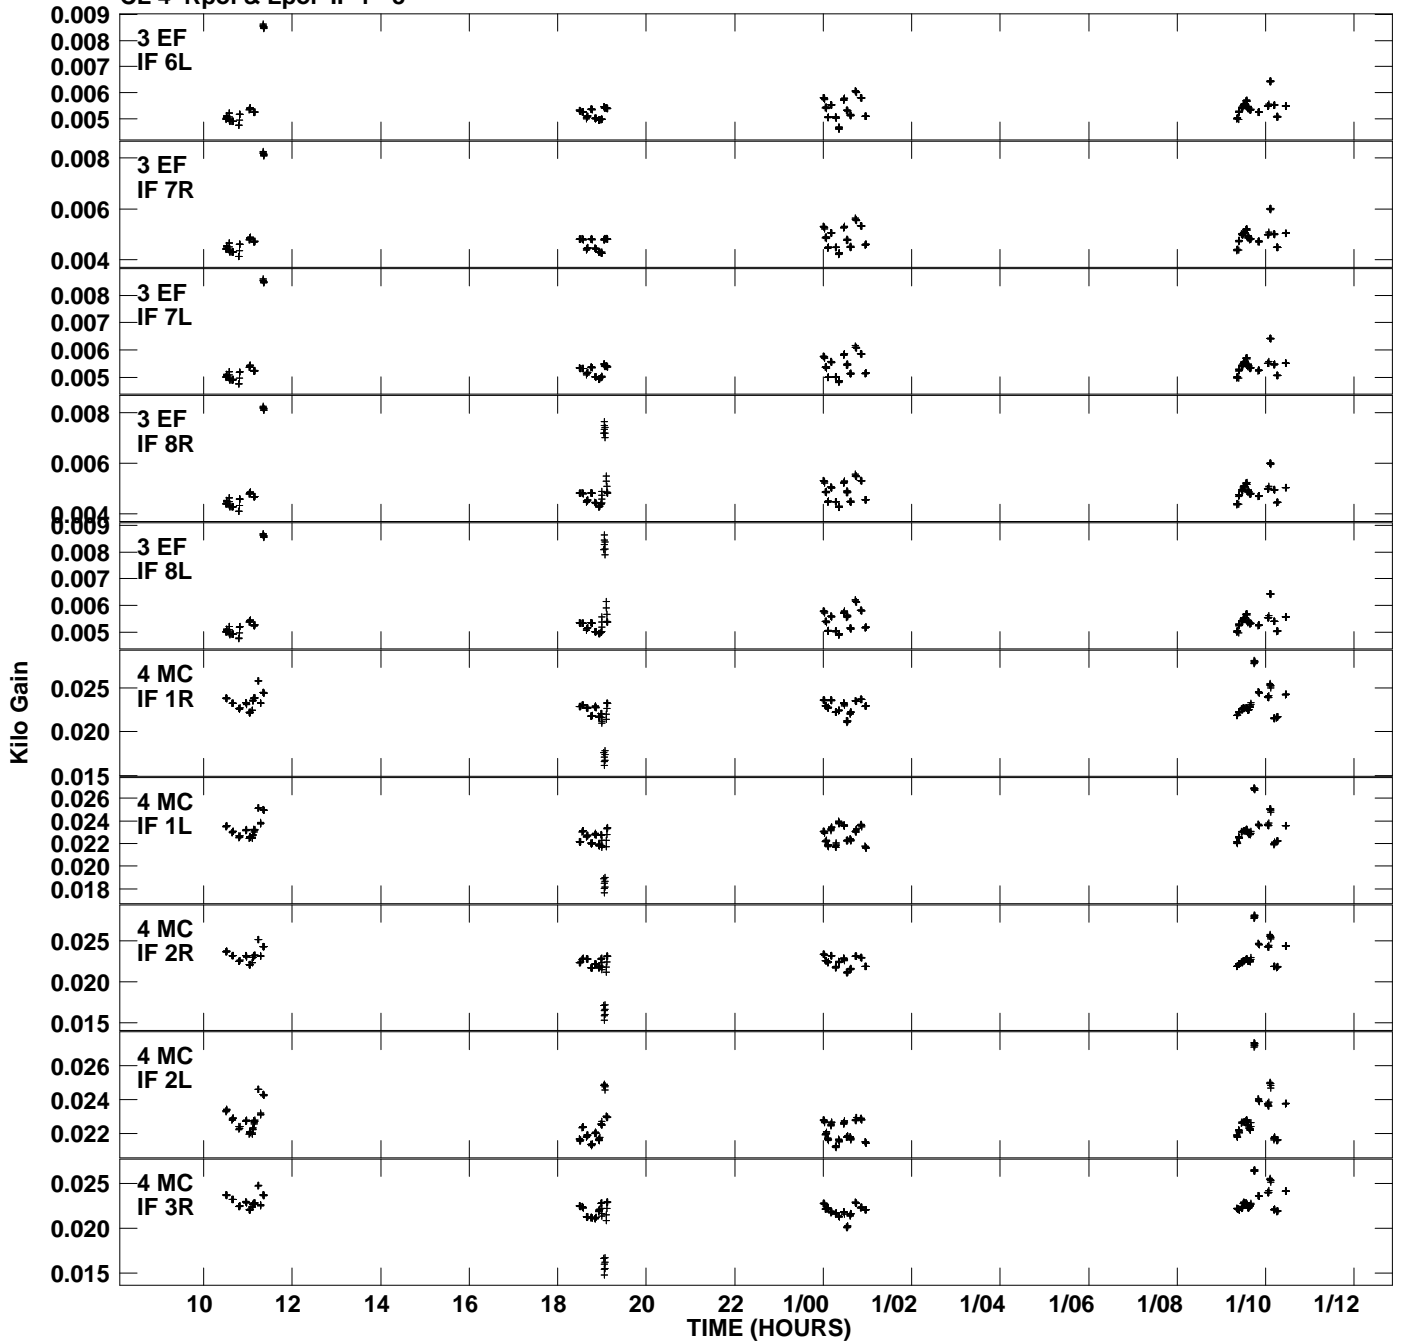 0.009
3 EF
IF 6L
0.008
0.007
0.006
0.005
3 EF
IF 7R
0.008
0.006
0.004
3 EF
IF 7L
0.008
0.007
0.006
0.005
3 EF
IF 8R
0.008
0.006
0.004
0.009
3 EF
IF 8L
0.008
0.007
0.006
0.005
4 MC
IF 1R
0.025
0.020
0.015
4 MC
IF 1L
0.026
0.024
0.022
0.020
0.018
4 MC
IF 2R
0.025
0.020
0.015
4 MC
IF 2L
0.026
0.024
0.022
4 MC
IF 3R
0.025
0.020
0.015
Kilo Gain
10 12 14 16 18 20 22 1/00 1/02 1/04 1/06 1/08 1/10 1/12
TIME (HOURS)